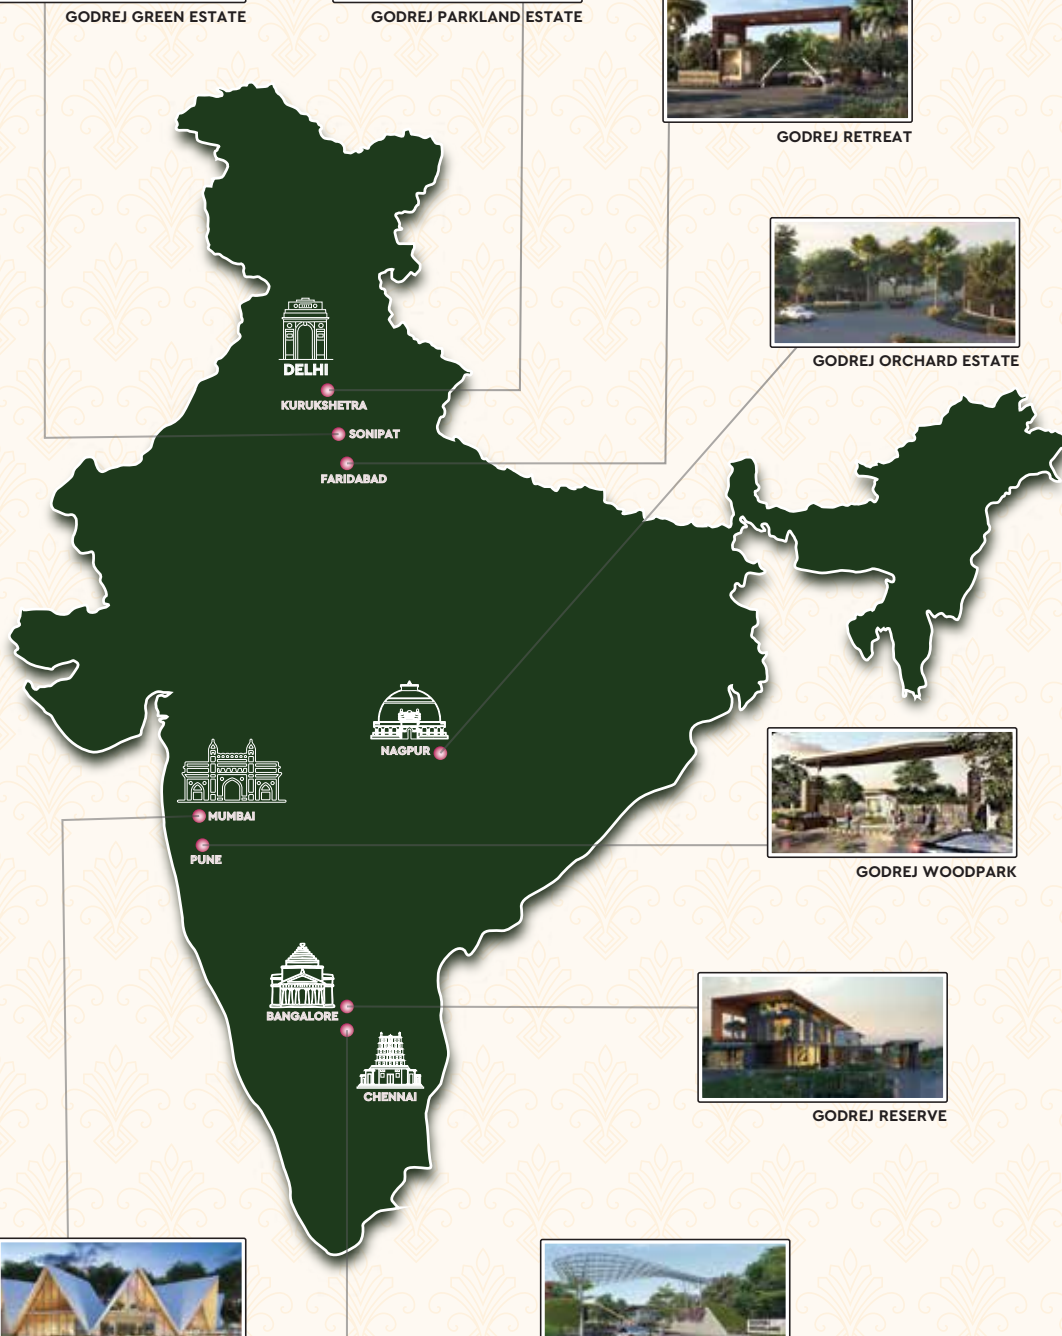 GODREJ GREEN ESTATE
GODREJ PARKLAND ESTATE
GODREJ RETREAT
GODREJ ORCHARD ESTATE
DELHI
KURUKSHETRA
SONIPAT
FARIDABAD
NAGPUR
MUMBAI
PUNE
GODREJ WOODPARK
BANGALORE
CHENNAI
GODREJ RESERVE